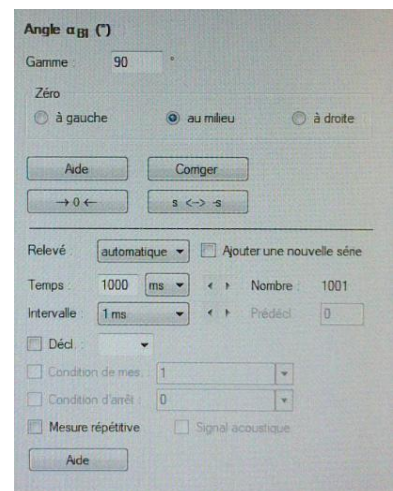 Angle α BI (°)
Gamme : 90 °
Zéro
à gauche au milieu à droite
Aide Corriger
→ 0 ← s <-> -s
Relevé : automatique Ajouter une nouvelle série
Temps : 1000 ms Nombre : 1001
Intervalle : 1 ms Prédécl. 0
Décl. :
Condition de mes. : 1
Condition d'arrêt : 0
Mesure répétitive Signal acoustique
Aide